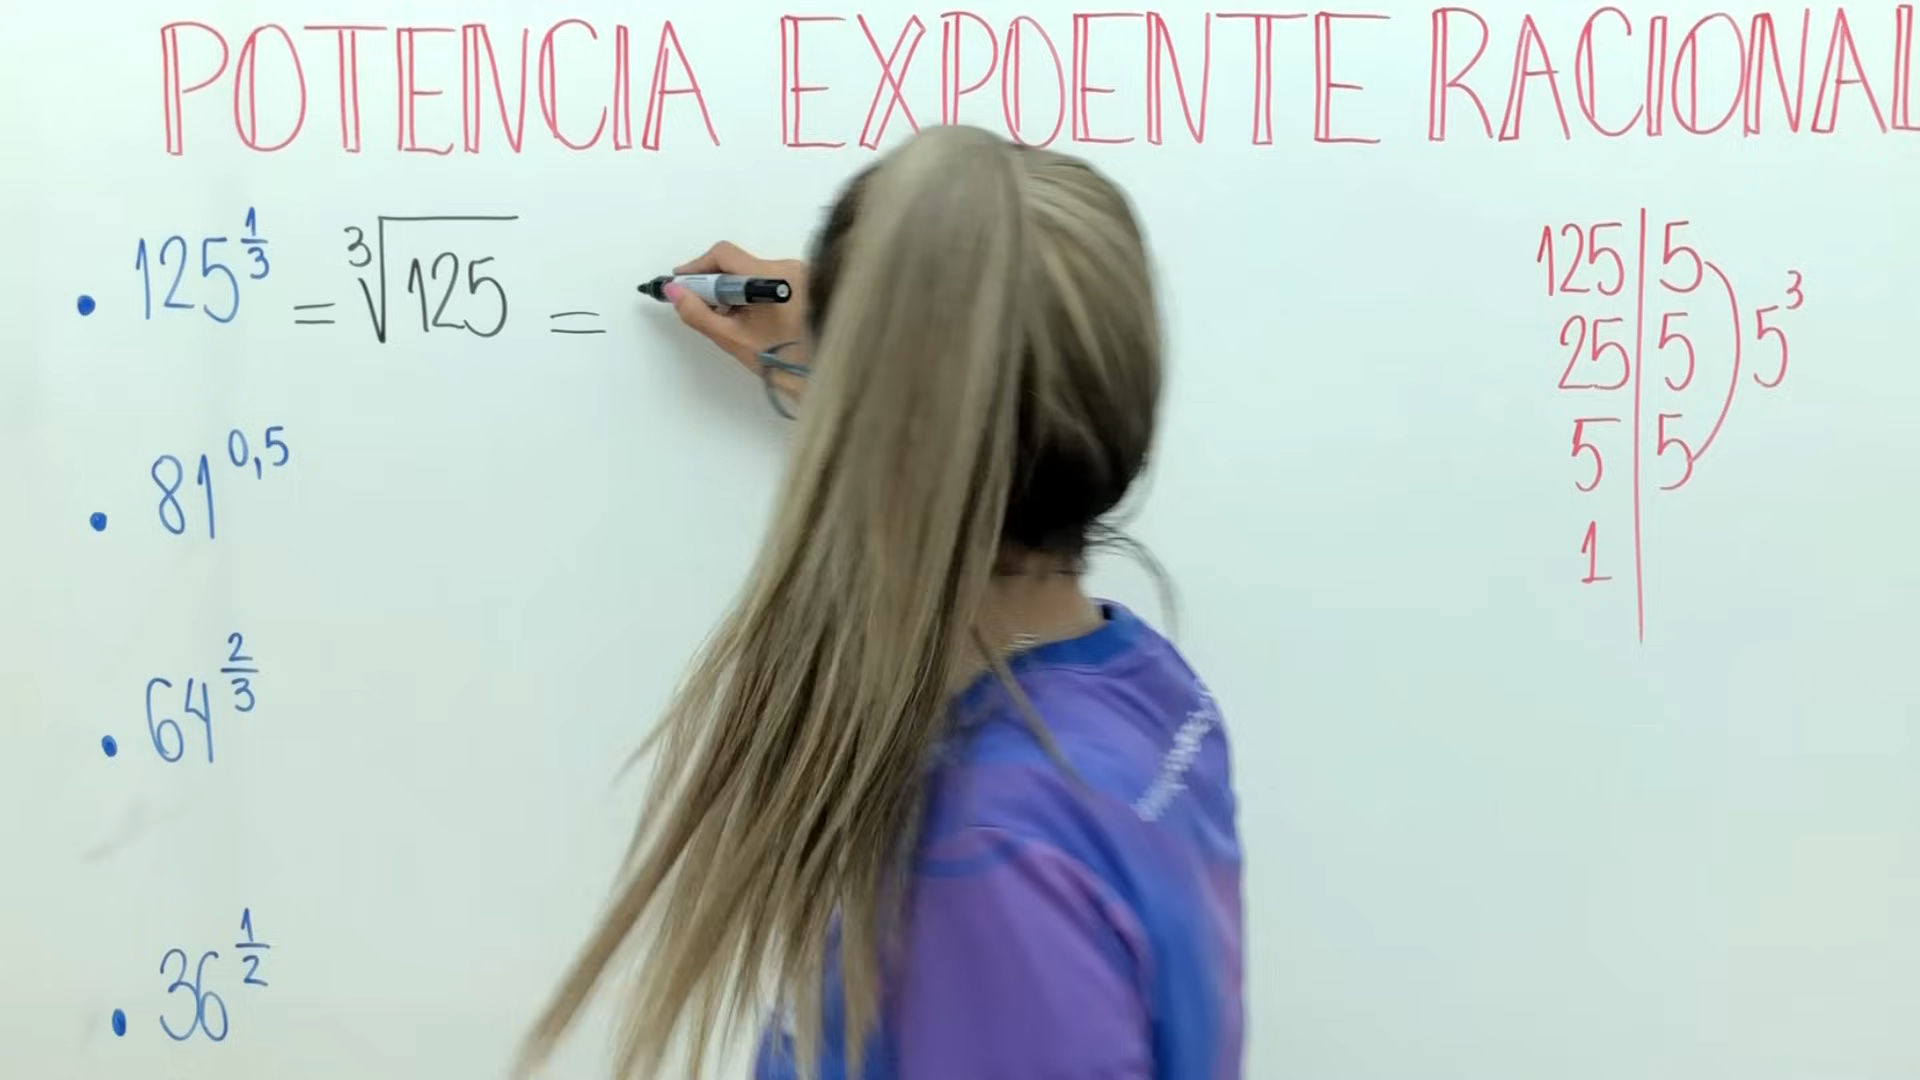 POTENCIA EXPOENTE RACIONAL
• 125^(1/3) = ∛125 =
• 81^(0,5)
• 64^(2/3)
• 36^(1/2)
125 | 5
25 | 5
5 | 5
1
5³